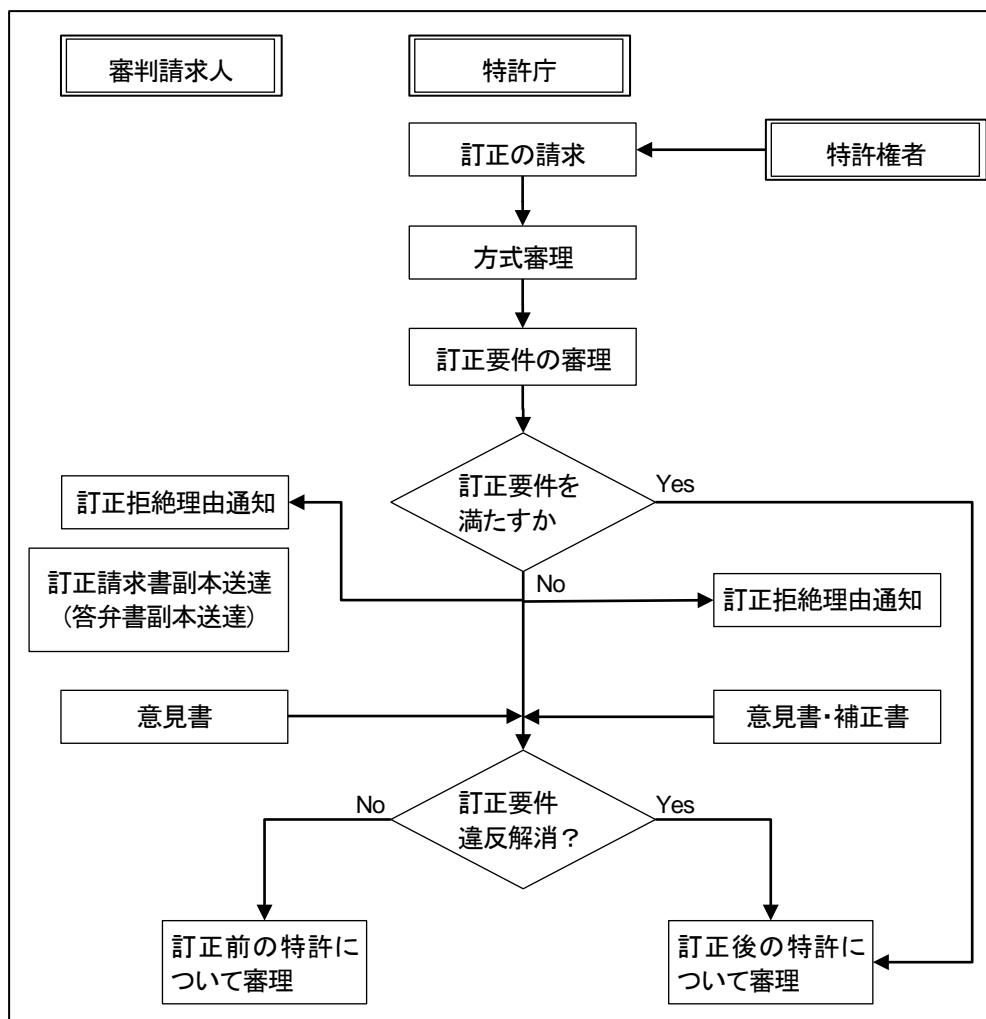 審判請求人
特許庁
訂正の請求
特許権者
方式審理
訂正要件の審理
訂正要件を
満たすか
Yes
訂正拒絶理由通知
No
訂正請求書副本送達
(答弁書副本送達)
訂正拒絶理由通知
意見書
意見書・補正書
No
訂正要件
違反解消？
Yes
訂正前の特許に
ついて審理
訂正後の特許に
ついて審理